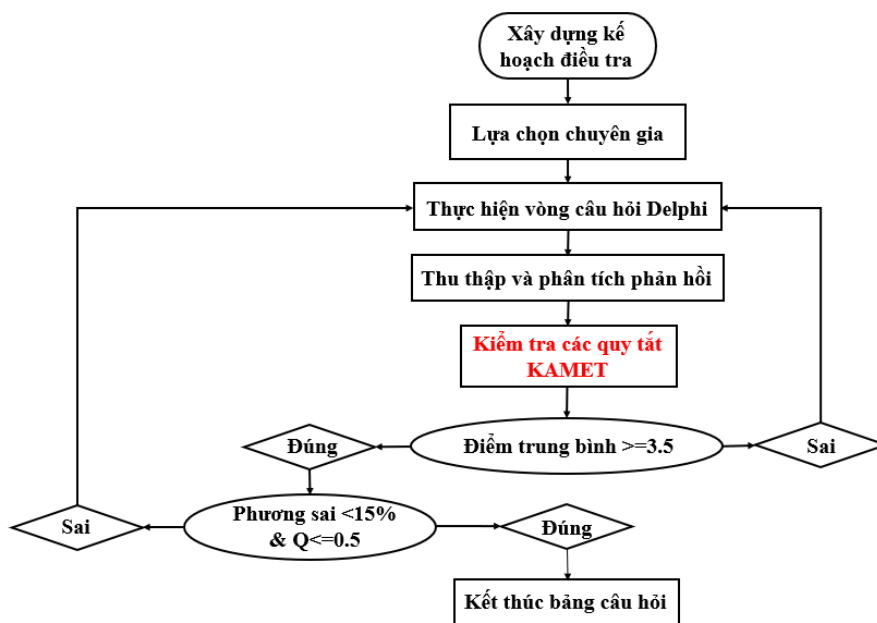 Xây dựng kế
hoạch điều tra
Lựa chọn chuyên gia
Thực hiện vòng câu hỏi Delphi
Thu thập và phân tích phản hồi
Kiểm tra các quy tắt
KAMET
Đúng
Điểm trung bình >=3.5
Sai
Sai
Phương sai <15%
& Q<=0.5
Đúng
Kết thúc bảng câu hỏi